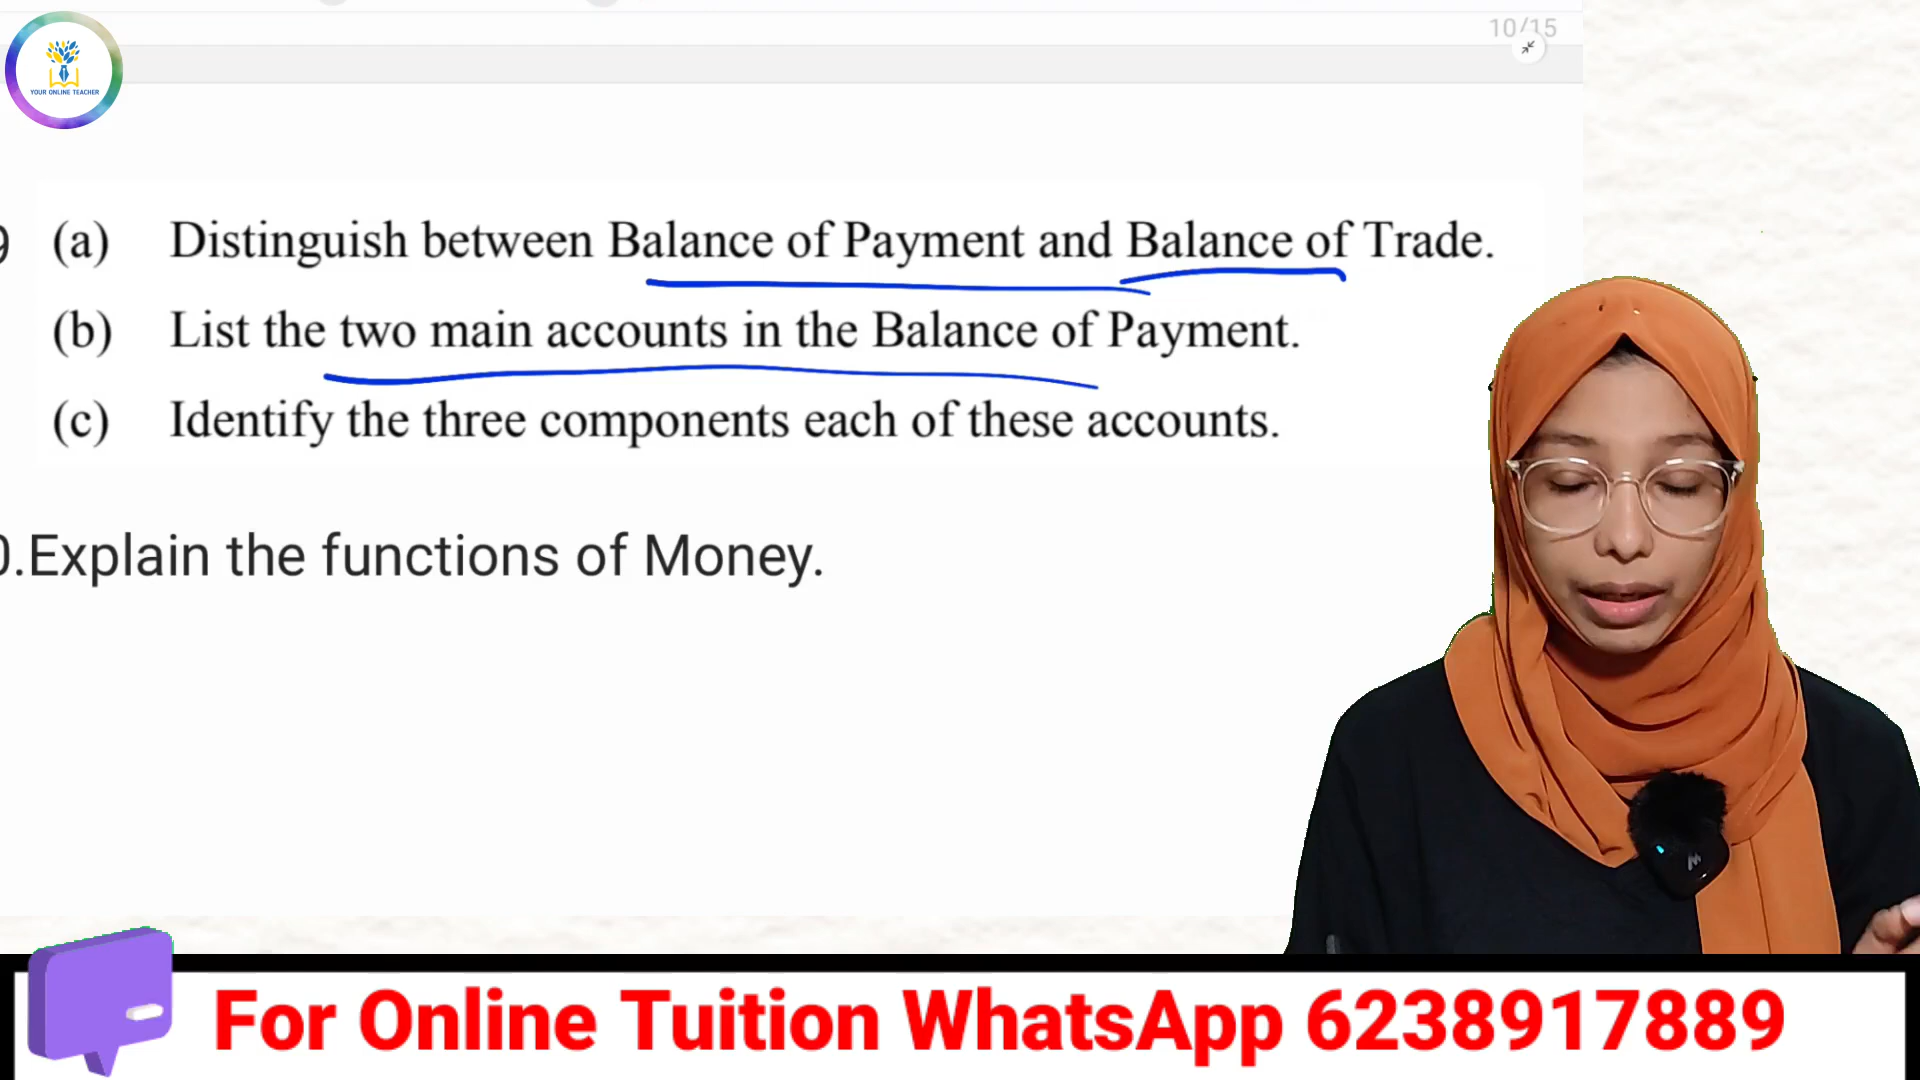 10/15
YOUR ONLINE TEACHER
9 (a) Distinguish between Balance of Payment and Balance of Trade.
(b) List the two main accounts in the Balance of Payment.
(c) Identify the three components each of these accounts.
0.Explain the functions of Money.
For Online Tuition WhatsApp 6238917889